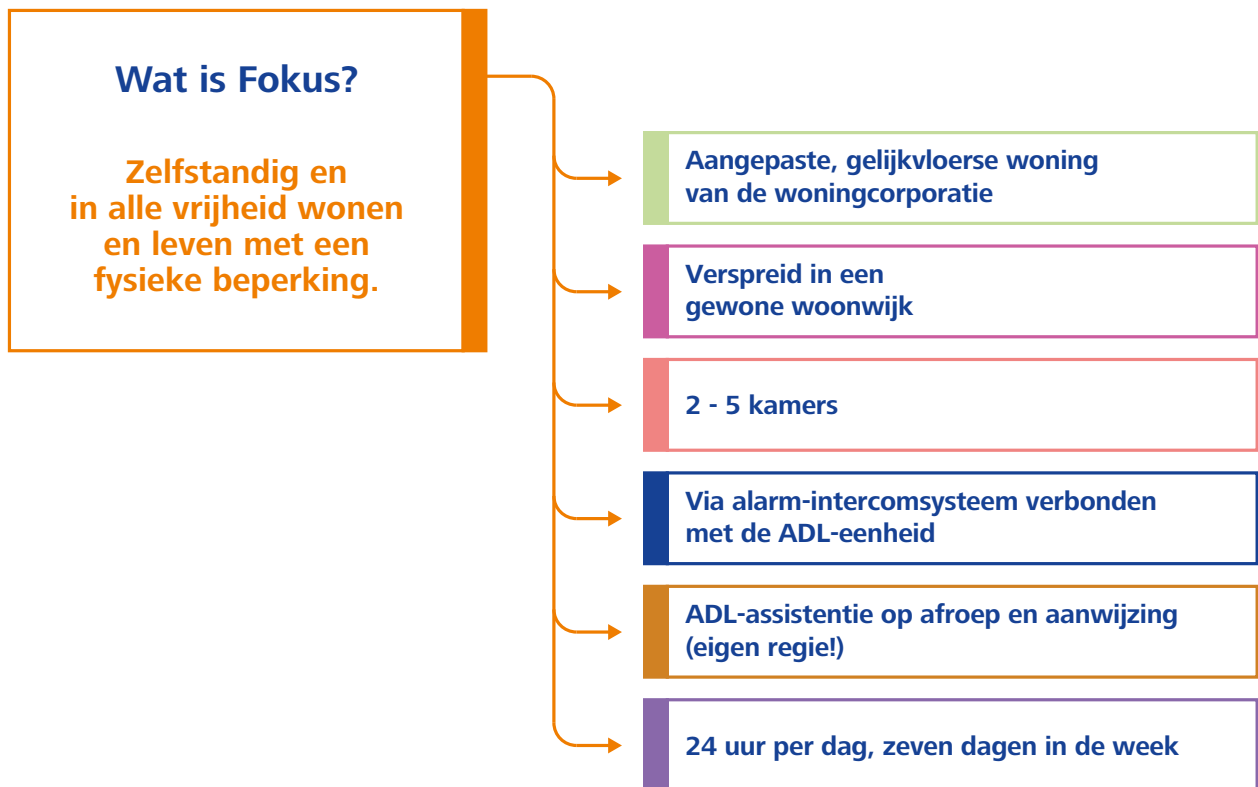 Wat is Fokus?
Zelfstandig en
in alle vrijheid wonen
en leven met een
fysieke beperking.
Aangepaste, gelijkvloerse woning
van de woningcorporatie
Verspreid in een
gewone woonwijk
2 - 5 kamers
Via alarm-intercomsysteem verbonden
met de ADL-eenheid
ADL-assistentie op afroep en aanwijzing
(eigen regie!)
24 uur per dag, zeven dagen in de week